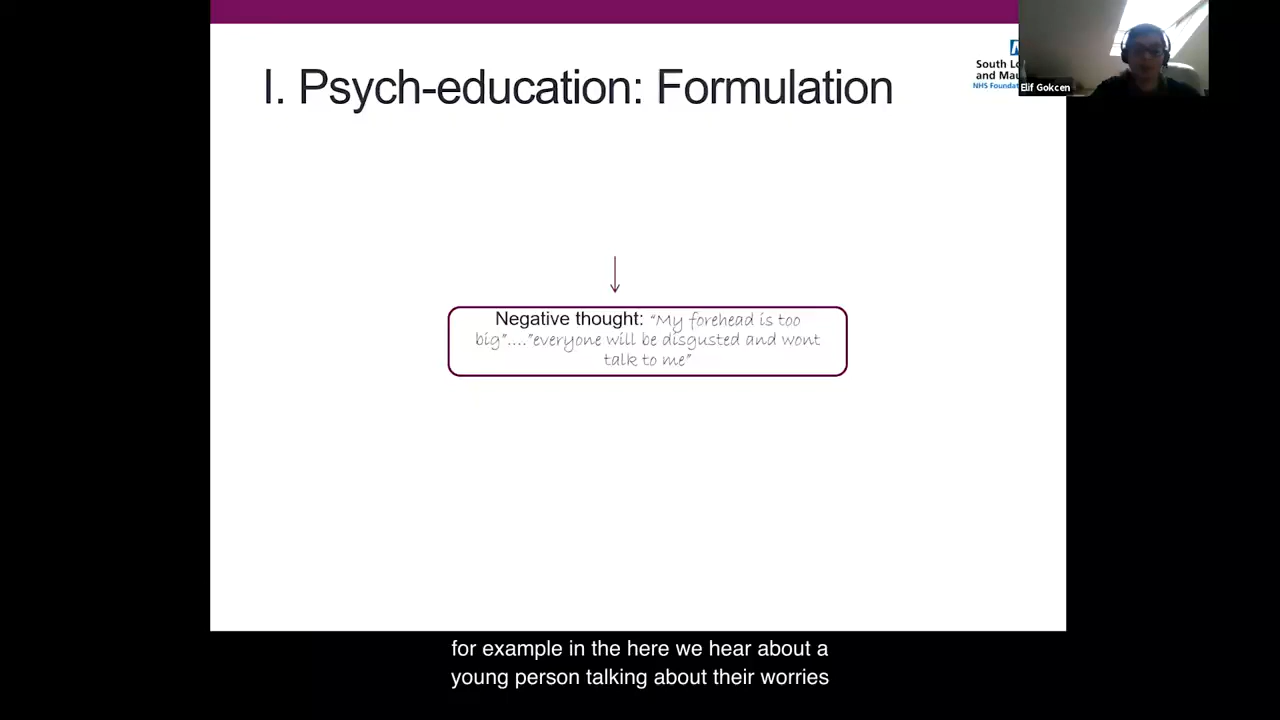 I. Psych-education: Formulation
South
and
NHS
Elif Gokcen
Negative thought: “My forehead is too
big”....”everyone will be disgusted and wont
talk to me”
for example in the here we hear about a
young person talking about their worries